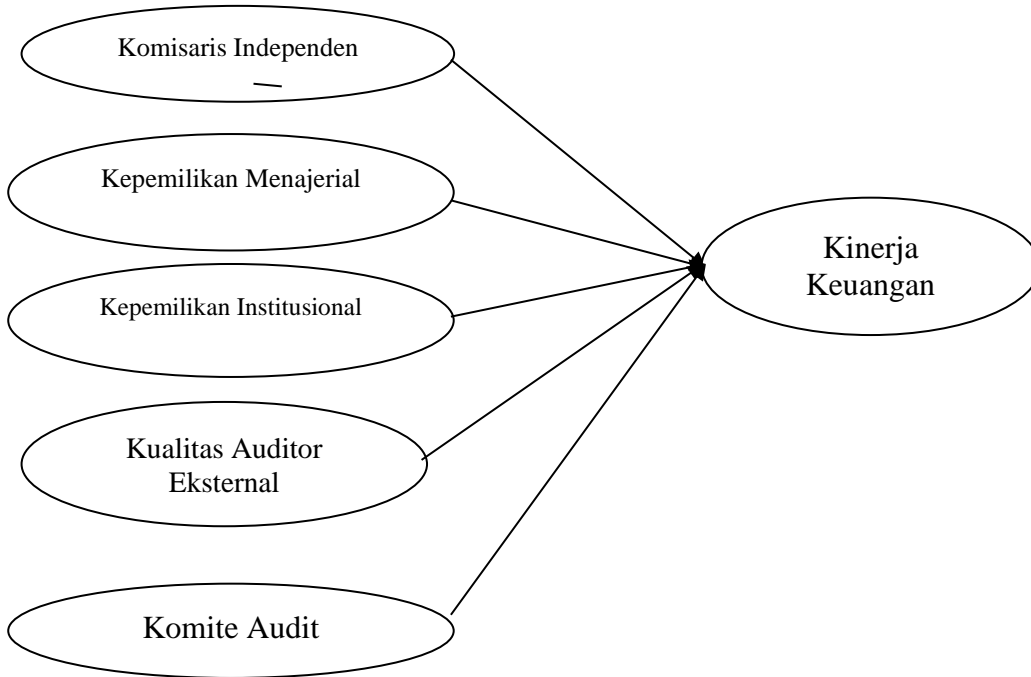 Komisaris Independen
Kepemilikan Menajerial
Kepemilikan Institusional
Kualitas Auditor
Eksternal
Komite Audit
Kinerja
Keuangan